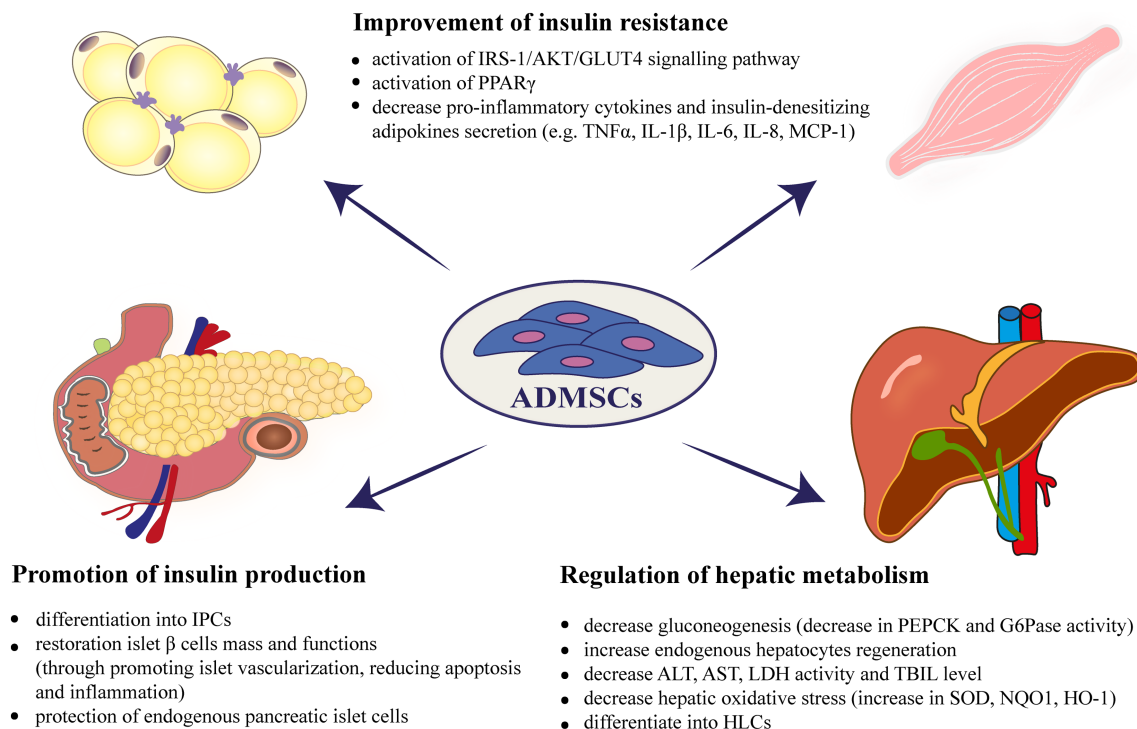 Improvement of insulin resistance
• activation of IRS-1/AKT/GLUT4 signalling pathway
• activation of PPARγ
• decrease pro-inflammatory cytokines and insulin-denesitizing
adipokines secretion (e.g. TNFα, IL-1β, IL-6, IL-8, MCP-1)
ADMSCs
Promotion of insulin production
• differentiation into IPCs
• restoration islet β cells mass and functions
(through promoting islet vascularization, reducing apoptosis
and inflammation)
• protection of endogenous pancreatic islet cells
Regulation of hepatic metabolism
• decrease gluconeogenesis (decrease in PEPCK and G6Pase activity)
• increase endogenous hepatocytes regeneration
• decrease ALT, AST, LDH activity and TBIL level
• decrease hepatic oxidative stress (increase in SOD, NQO1, HO-1)
• differentiate into HLCs